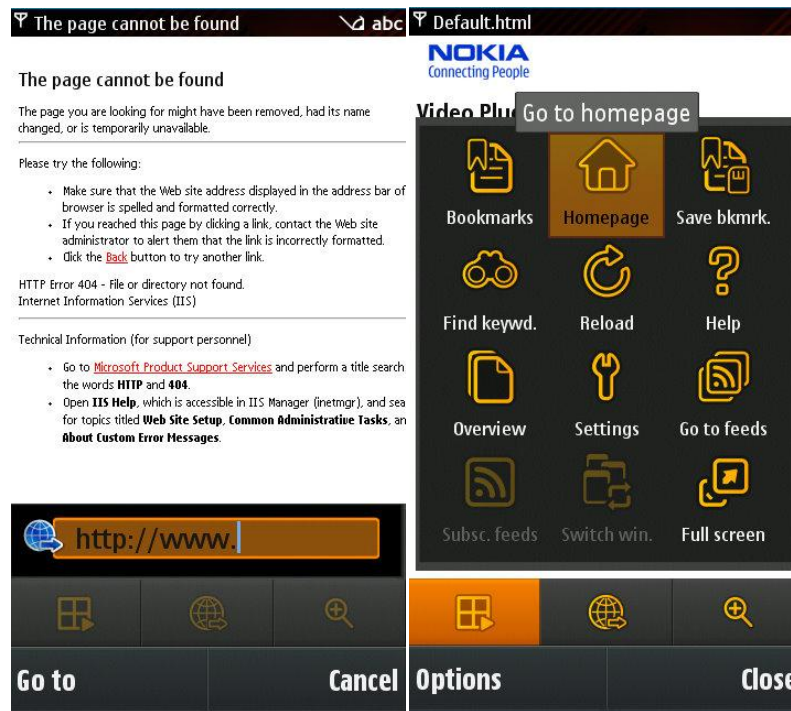 The page cannot be found
abc
The page cannot be found
The page you are looking for might have been removed, had its name
changed, or is temporarily unavailable.
Please try the following:
• Make sure that the Web site address displayed in the address bar of
browser is spelled and formatted correctly.
• If you reached this page by clicking a link, contact the Web site
administrator to alert them that the link is incorrectly formatted.
• Click the Back button to try another link.
HTTP Error 404 - File or directory not found.
Internet Information Services (IIS)
Technical Information (for support personnel)
• Go to Microsoft Product Support Services and perform a title search
the words HTTP and 404.
• Open IIS Help, which is accessible in IIS Manager (inetmgr), and sea
for topics titled Web Site Setup, Common Administrative Tasks, an
About Custom Error Messages.
http://www.
Go to
Cancel
Default.html
NOKIA
Connecting People
Video Plu
Go to homepage
Bookmarks
Homepage
Save bkmrk.
Find keywd.
Reload
Help
Overview
Settings
Go to feeds
Subsc. feeds
Switch win.
Full screen
Options
Close